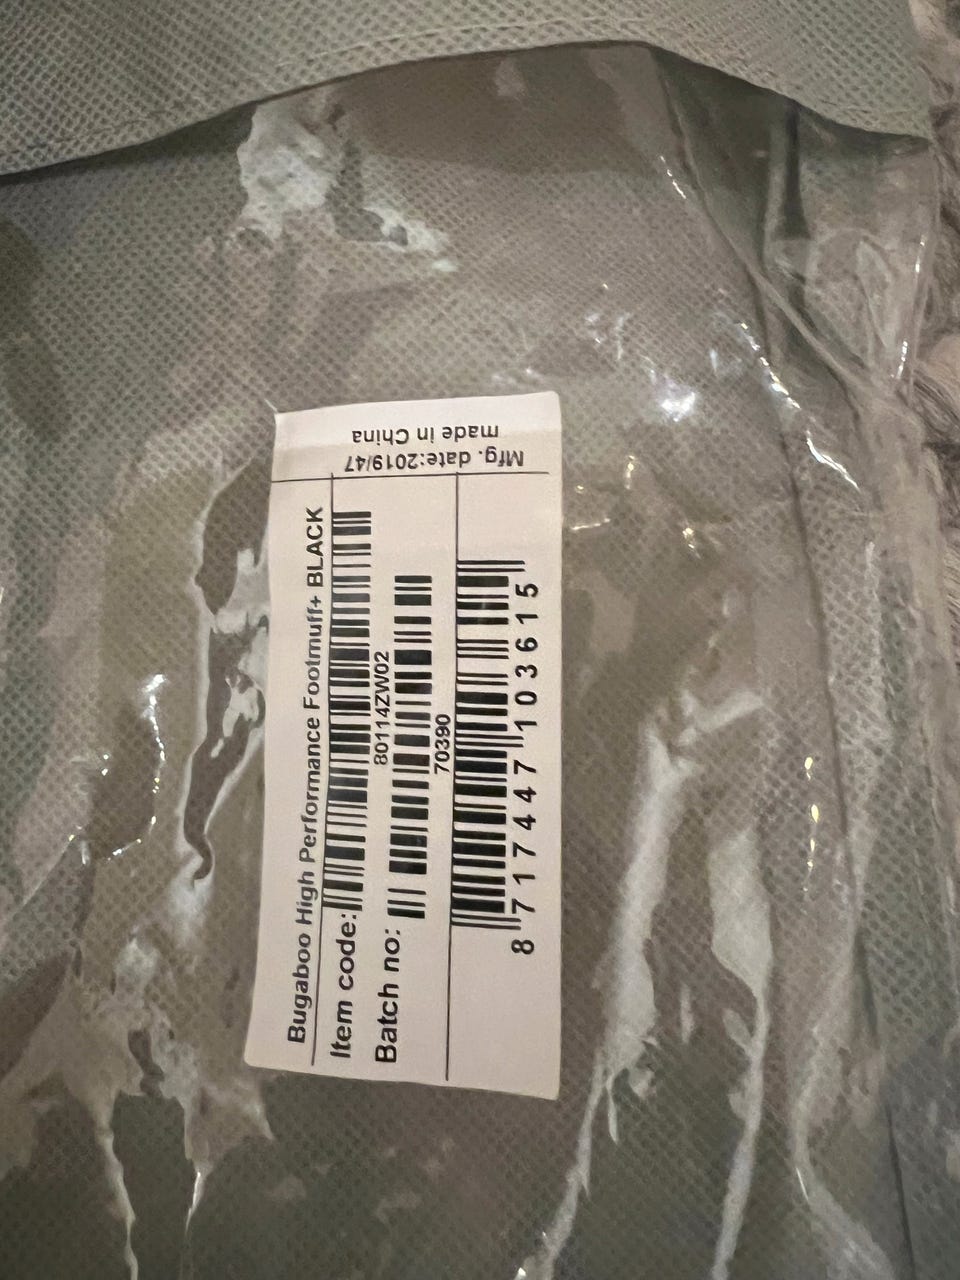 Bugaboo High Performance Footmuff+ BLACK
Item code:
80114ZW02
Batch no:
70390
8 717447 103615
Mfg. date:2019/47
made in China